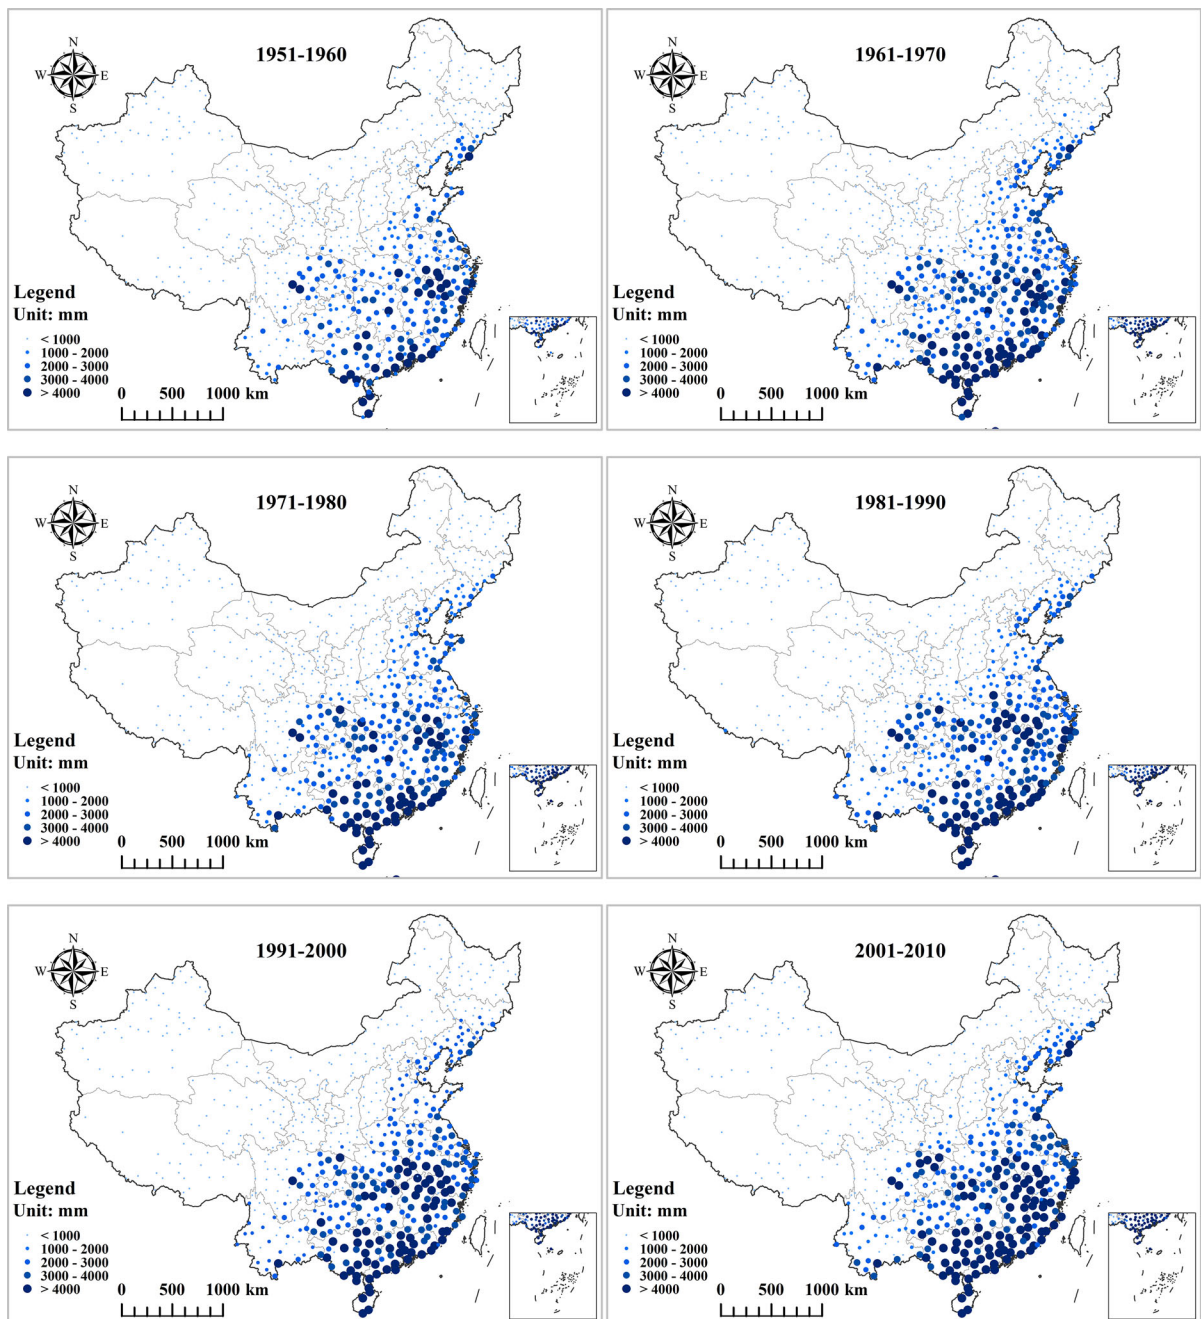 1951-1960
N
W E
S
Legend
Unit: mm
< 1000
1000 - 2000
2000 - 3000
3000 - 4000
> 4000
0 500 1000 km
1961-1970
N
W E
S
Legend
Unit: mm
< 1000
1000 - 2000
2000 - 3000
3000 - 4000
> 4000
0 500 1000 km
1971-1980
N
W E
S
Legend
Unit: mm
< 1000
1000 - 2000
2000 - 3000
3000 - 4000
> 4000
0 500 1000 km
1981-1990
N
W E
S
Legend
Unit: mm
< 1000
1000 - 2000
2000 - 3000
3000 - 4000
> 4000
0 500 1000 km
1991-2000
N
W E
S
Legend
Unit: mm
< 1000
1000 - 2000
2000 - 3000
3000 - 4000
> 4000
0 500 1000 km
2001-2010
N
W E
S
Legend
Unit: mm
< 1000
1000 - 2000
2000 - 3000
3000 - 4000
> 4000
0 500 1000 km